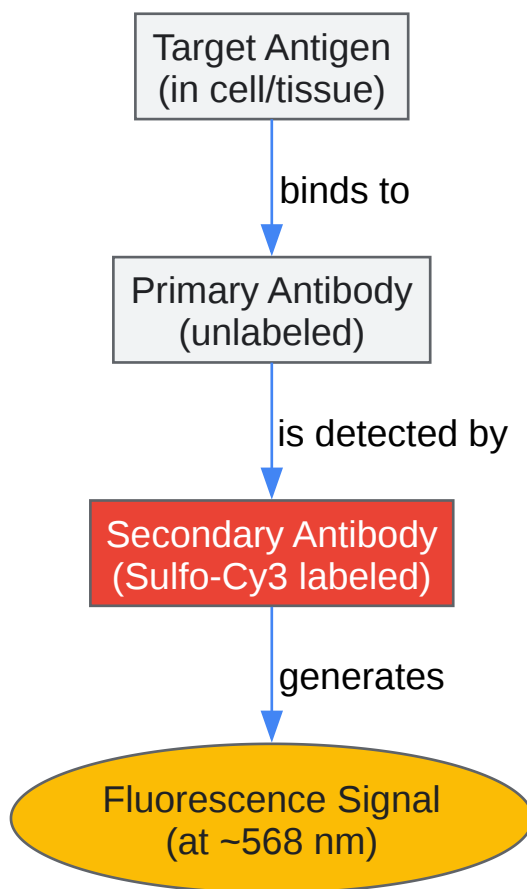 Target Antigen
(in cell/tissue)
binds to
Primary Antibody
(unlabeled)
is detected by
Secondary Antibody
(Sulfo-Cy3 labeled)
generates
Fluorescence Signal
(at ~568 nm)